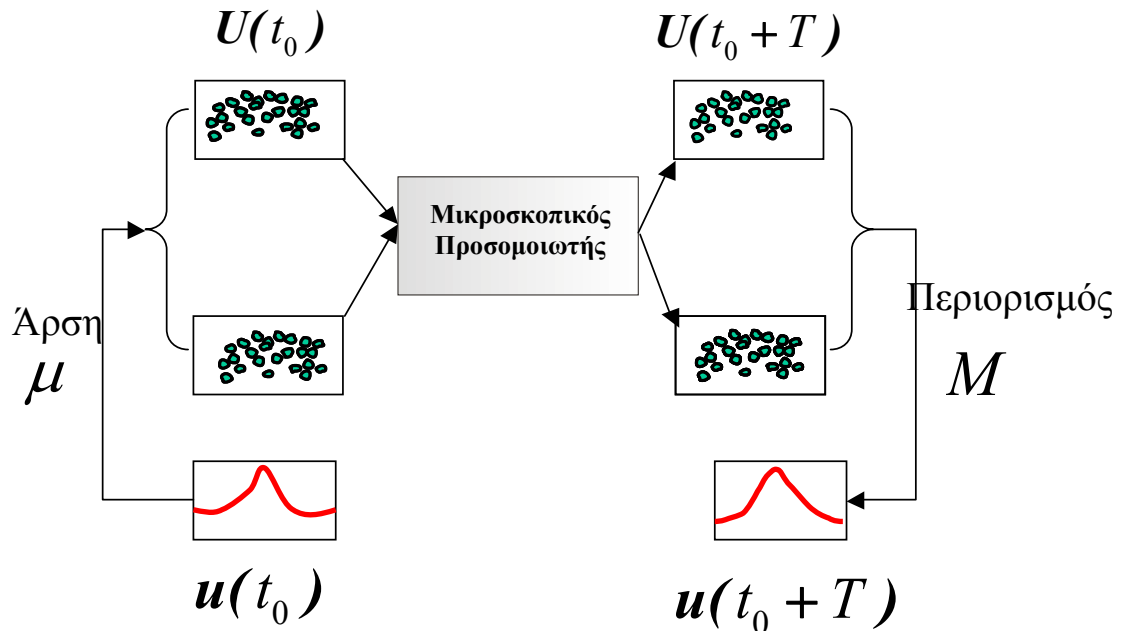 U(t₀)
U(t₀ + T)
Μικροσκοπικός
Προσομοιωτής
Άρση
μ
Περιορισμός
M
u(t₀)
u(t₀ + T)